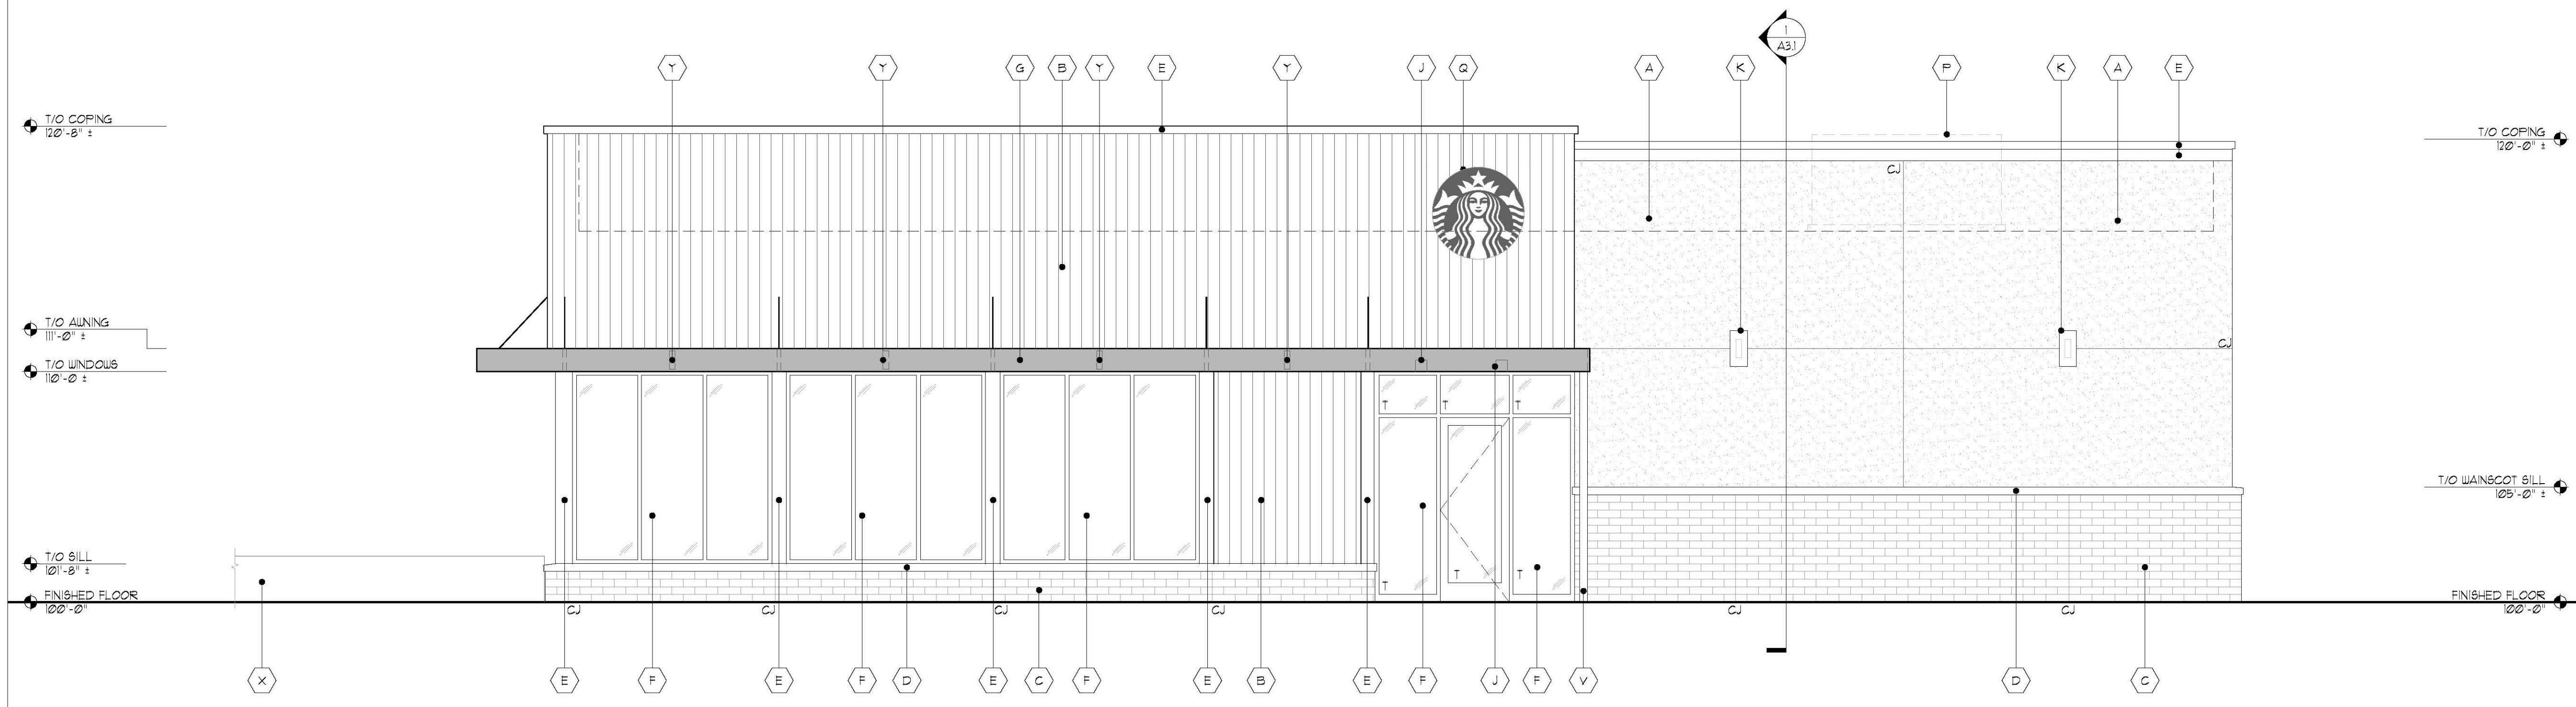 1
A3.1
Y
Y
G
B
Y
E
Y
J
Q
A
K
P
K
A
E
T/O COPING
120'-8" ±
T/O COPING
120'-0" ±
CJ
T/O AWNING
111'-0" ±
CJ
T/O WINDOWS
110'-0 ±
T
T
T
T/O WAINSCOT SILL
105'-0" ±
T/O SILL
101'-8" ±
T
T
T
FINISHED FLOOR
100'-0"
FINISHED FLOOR
100'-0"
CJ
CJ
CJ
CJ
CJ
CJ
X
E
F
E
F
D
E
C
F
E
B
E
F
J
F
V
D
C